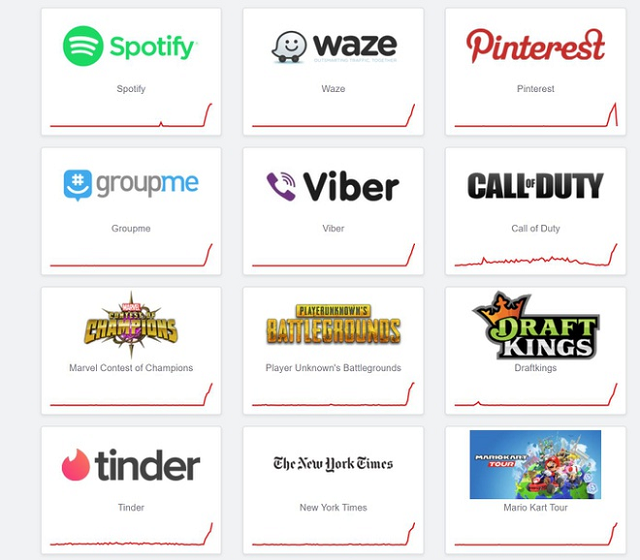 Spotify
waze
OUTSMARTING TRAFFIC, TOGETHER
Pinterest
Spotify
Waze
Pinterest
# groupme
Viber
CALL OF DUTY
Groupme
Viber
Call of Duty
MARVEL
CONTEST OF
CHAMPIONS
PLAYERUNKNOWN'S
BATTLEGROUNDS
DRAFT
KINGS
Marvel Contest of Champions
Player Unknown's Battlegrounds
Draftkings
tinder
The New York Times
MARIO KART
TOUR
Tinder
New York Times
Mario Kart Tour